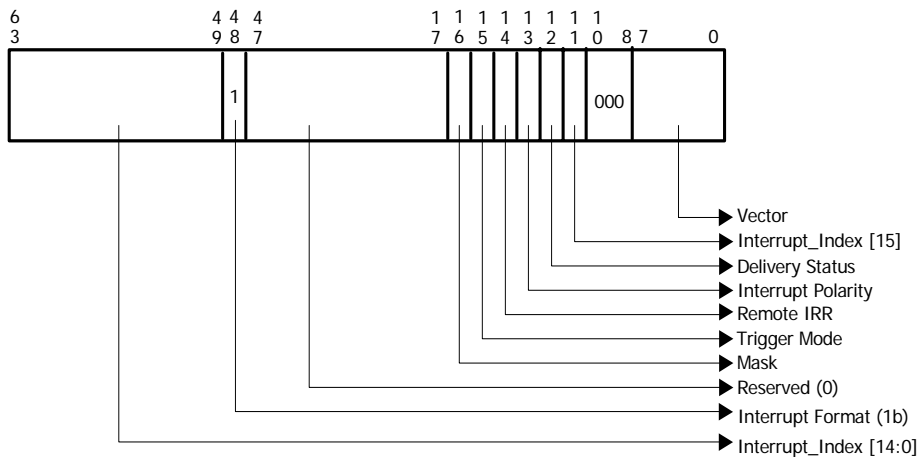 6 4 4 4 1 1 1 1 1 1 1 1
3 9 8 7 7 6 5 4 3 2 1 0 8 7 0
1
000
Vector
Interrupt_Index [15]
Delivery Status
Interrupt Polarity
Remote IRR
Trigger Mode
Mask
Reserved (0)
Interrupt Format (1b)
Interrupt_Index [14:0]